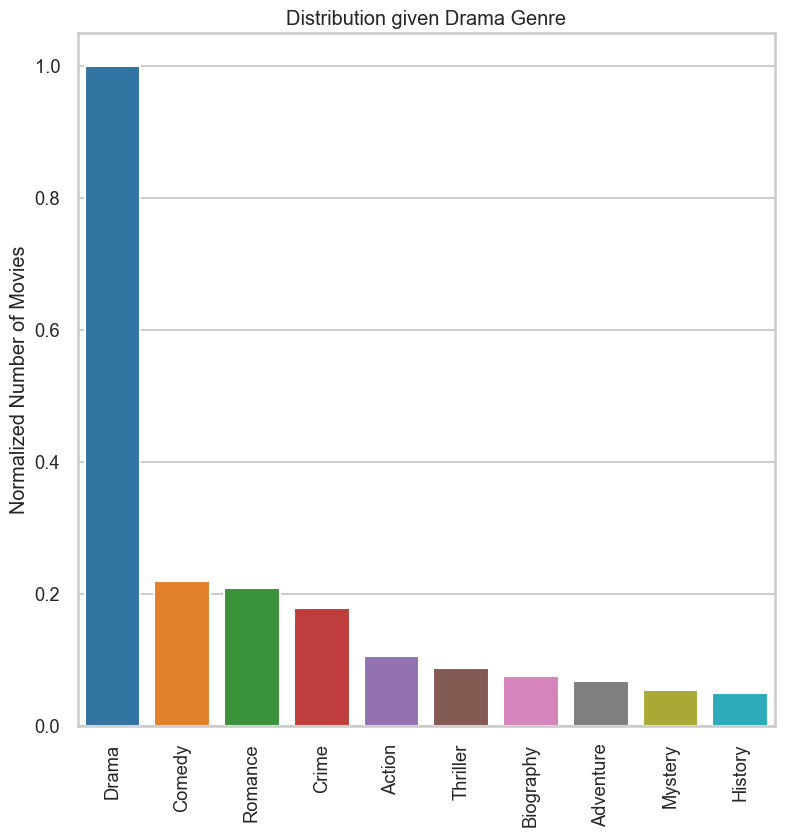 Distribution given Drama Genre
Normalized Number of Movies
1.0
0.8
0.6
0.4
0.2
0.0
Drama
Comedy
Romance
Crime
Action
Thriller
Biography
Adventure
Mystery
History